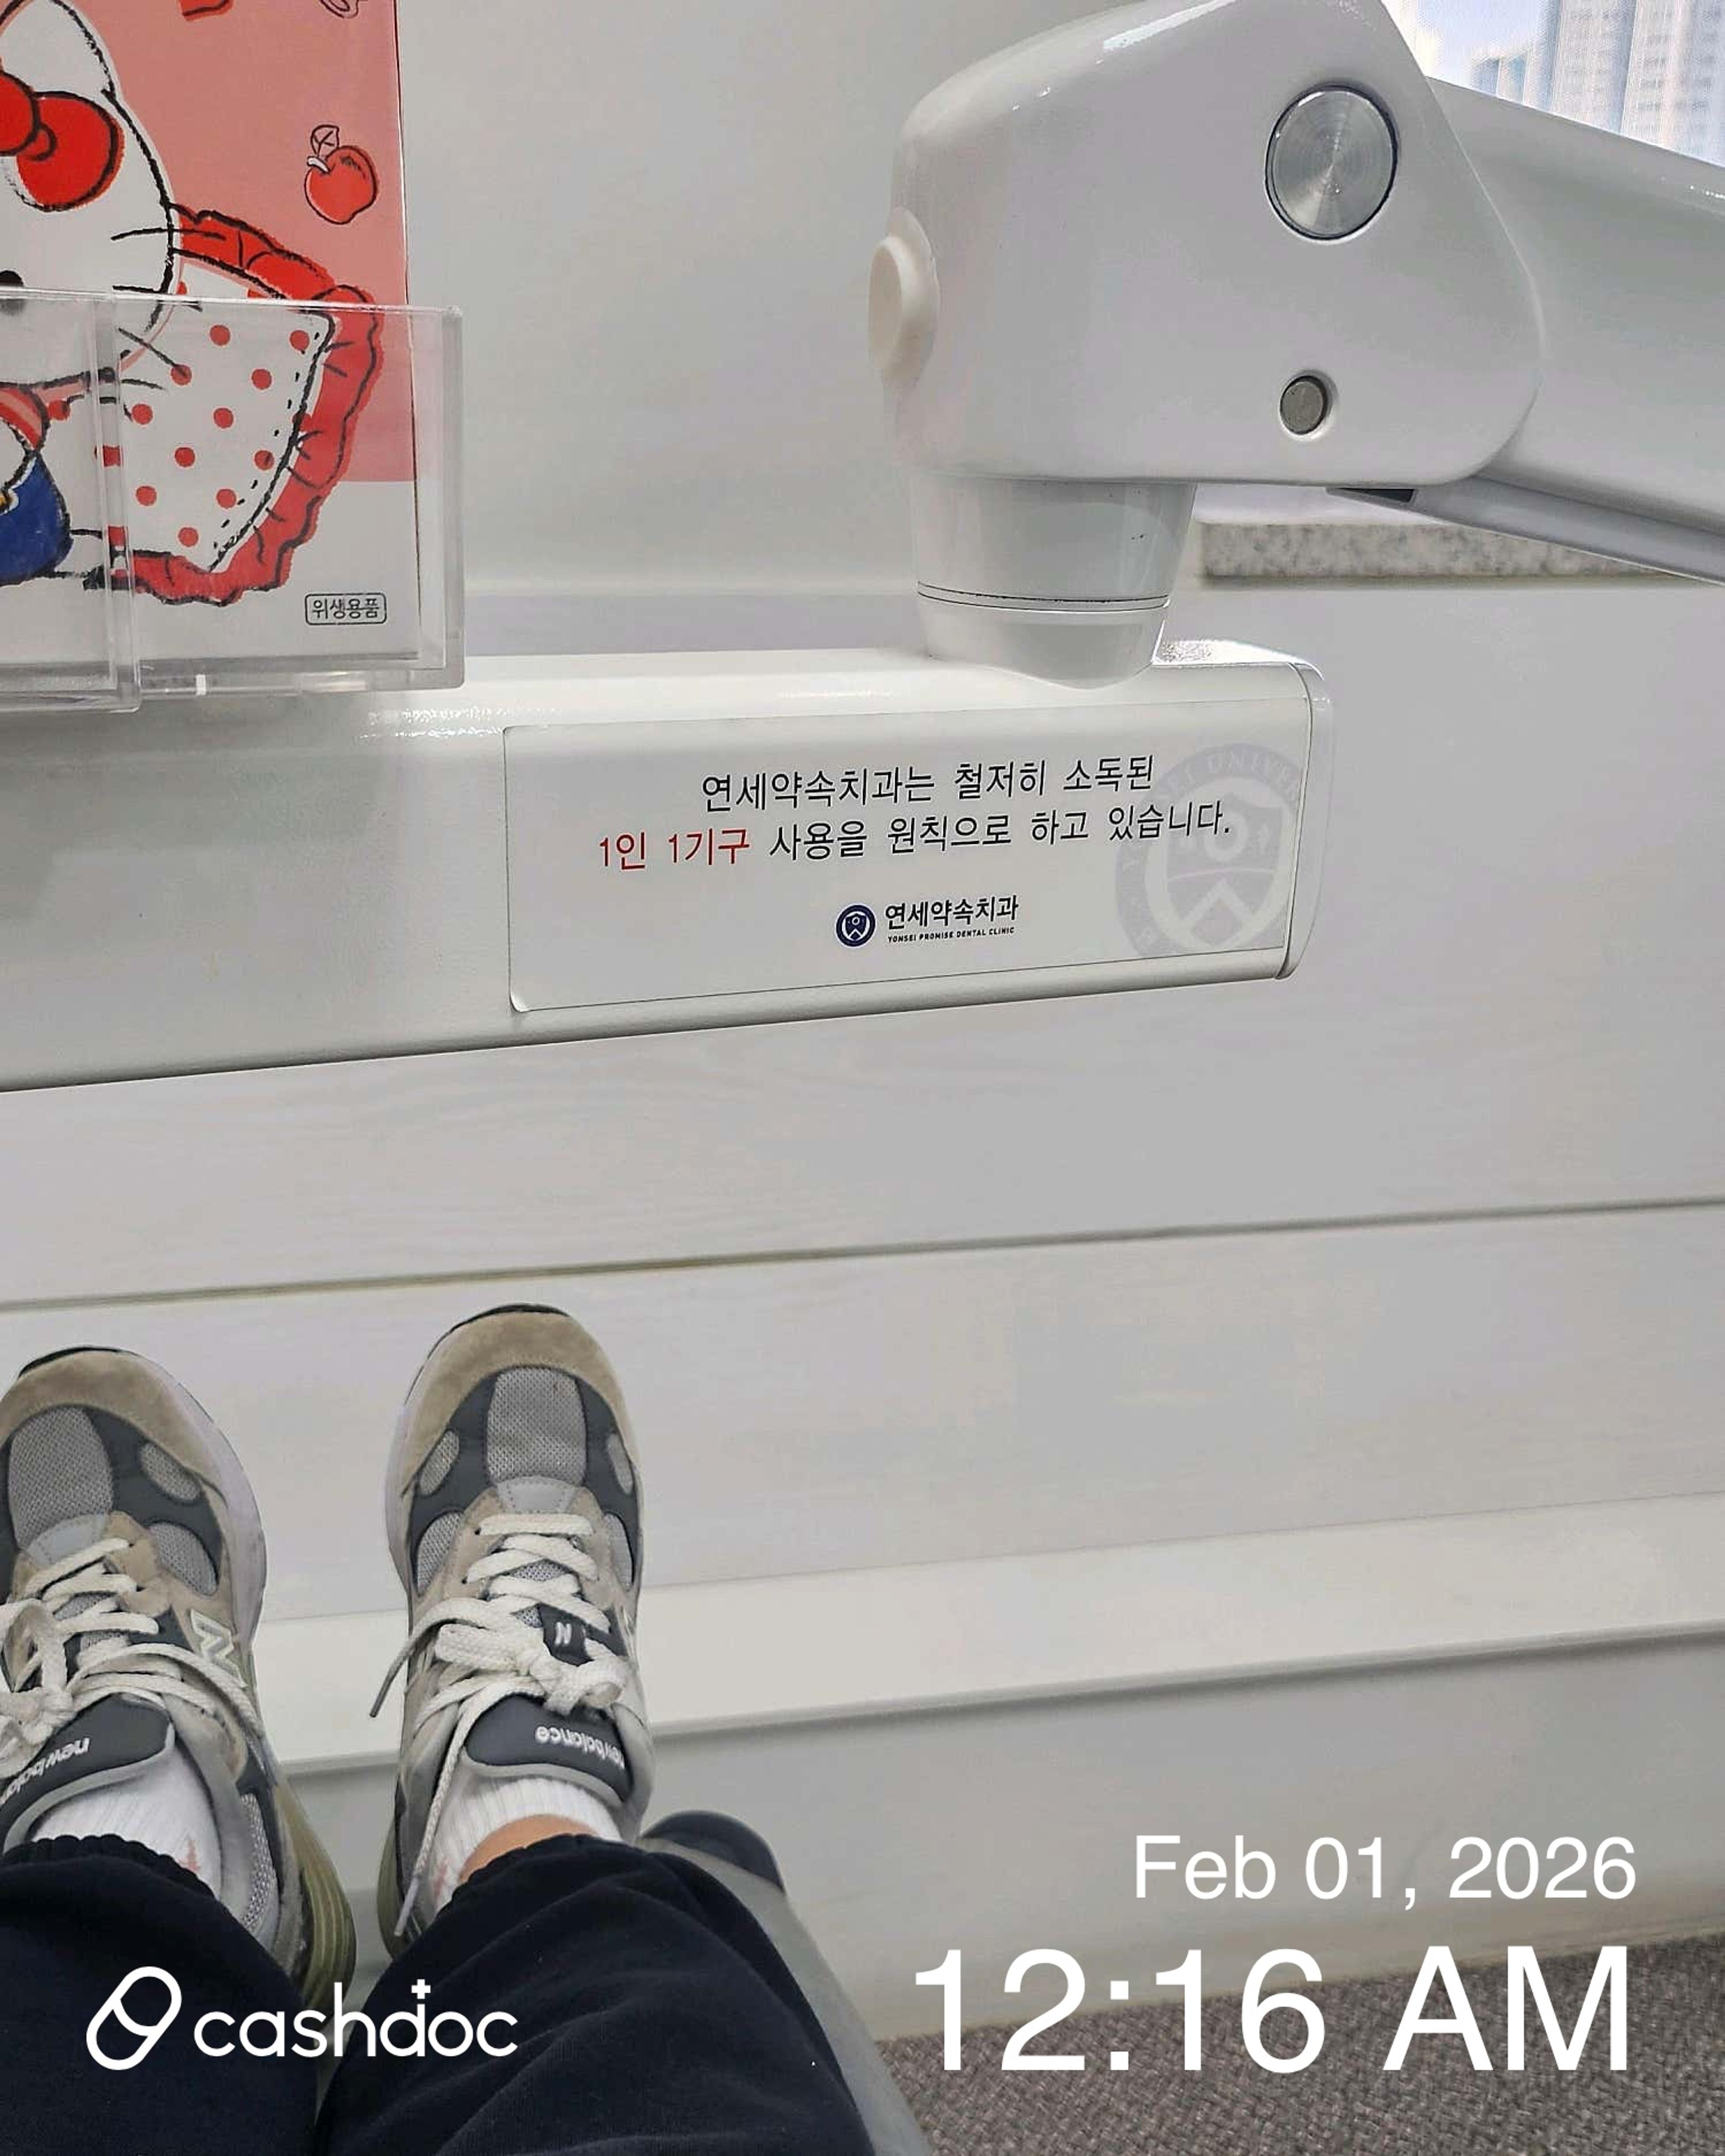 위생용품
연세약속치과는 철저히 소독된
1인 1기구 사용을 원칙으로 하고 있습니다.
연세약속치과
YONSEI PROMISE DENTAL CLINIC
N
N
new balance
new balance
Feb 01, 2026
12:16 AM
cashdoc